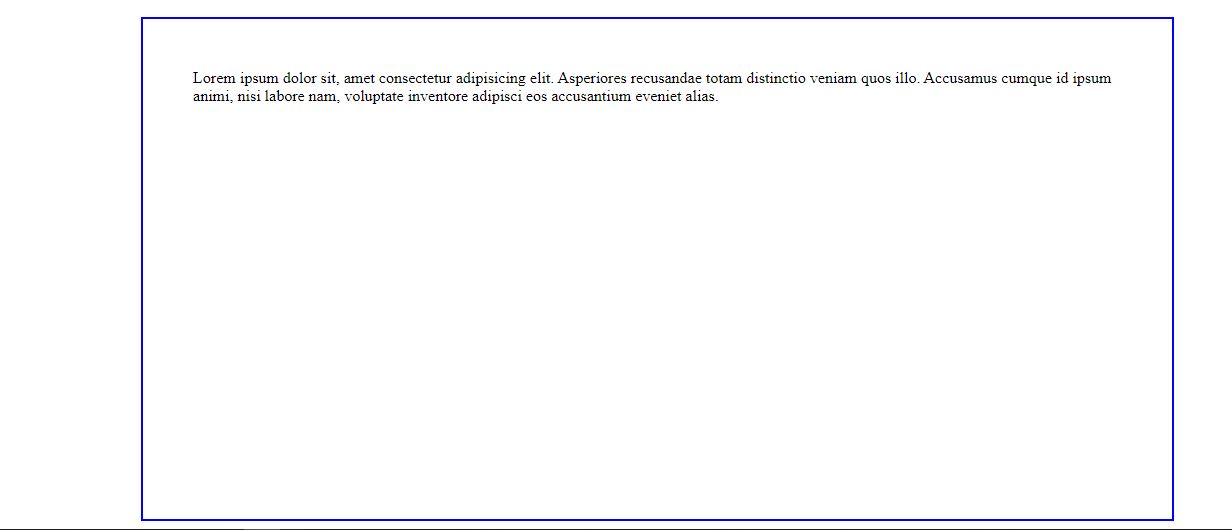 Lorem ipsum dolor sit, amet consectetur adipisicing elit. Asperiores recusandae totam distinctio veniam quos illo. Accusamus cumque id ipsum
animi, nisi labore nam, voluptate inventore adipisci eos accusantium eveniet alias.